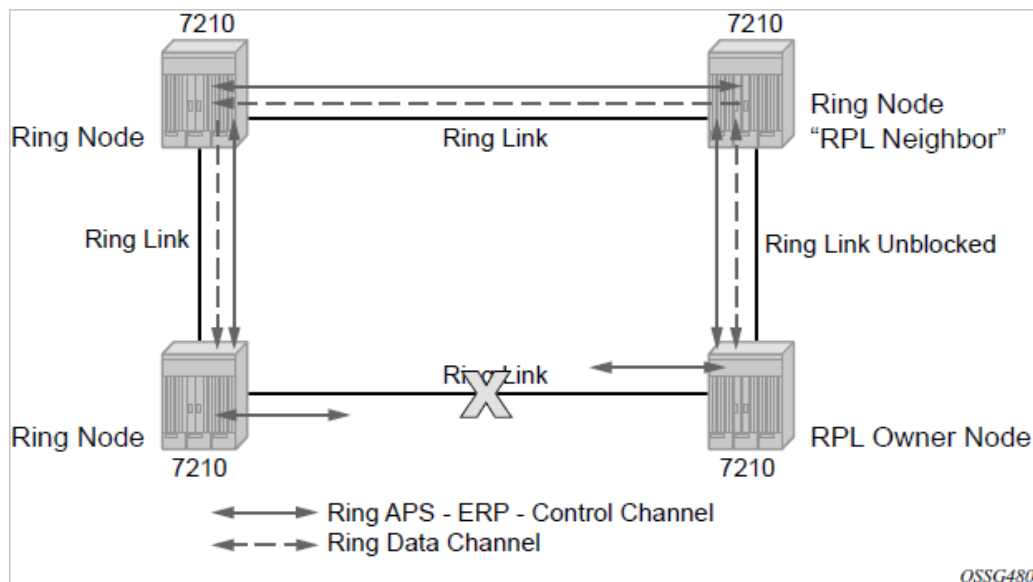 7210
7210
Ring Node
Ring Link
Ring Node
“RPL Neighbor”
Ring Link
Ring Link Unblocked
Ring Link
X
Ring Node
RPL Owner Node
7210
7210
Ring APS - ERP - Control Channel
Ring Data Channel
OSSG480